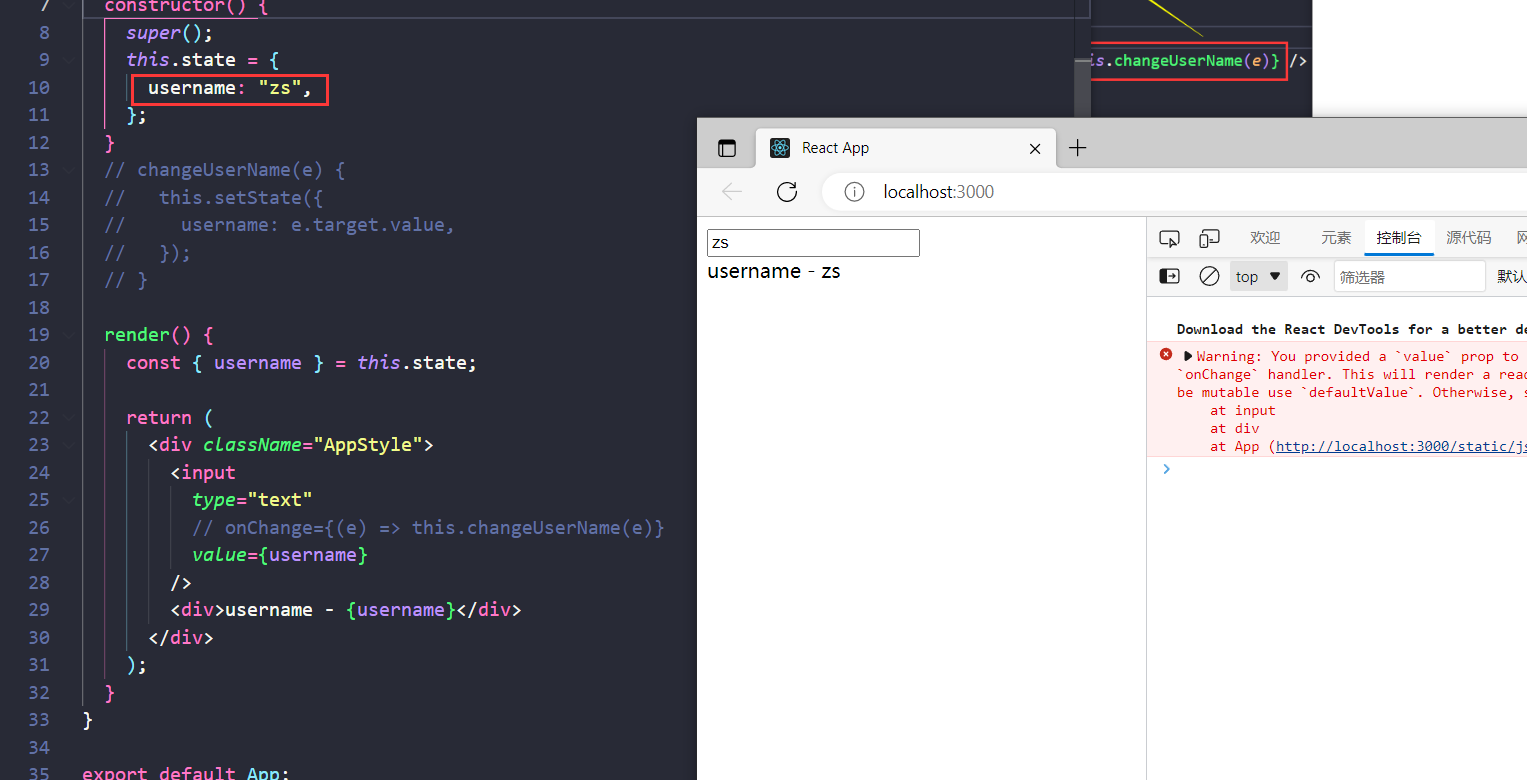 7 constructor() {
8 super();
9 this.state = {
10 username: "zs",
11 };
12 }
13 // changeUserName(e) {
14 //   this.setState({
15 //     username: e.target.value,
16 //   });
17 // }
18
19 render() {
20 const { username } = this.state;
21
22 return (
23 <div className="AppStyle">
24 <input
25 type="text"
26 // onChange={(e) => this.changeUserName(e)}
27 value={username}
28 />
29 <div>username - {username}</div>
30 </div>
31 );
32 }
33 }
34
35 export default App;
is.changeUserName(e)} />
React App
localhost:3000
zs
username - zs
欢迎 元素 控制台 源代码
top 筛选器 默认
Download the React DevTools for a better de
Warning: You provided a `value` prop to
`onChange` handler. This will render a read
be mutable use `defaultValue`. Otherwise, s
at input
at div
at App (http://localhost:3000/static/js